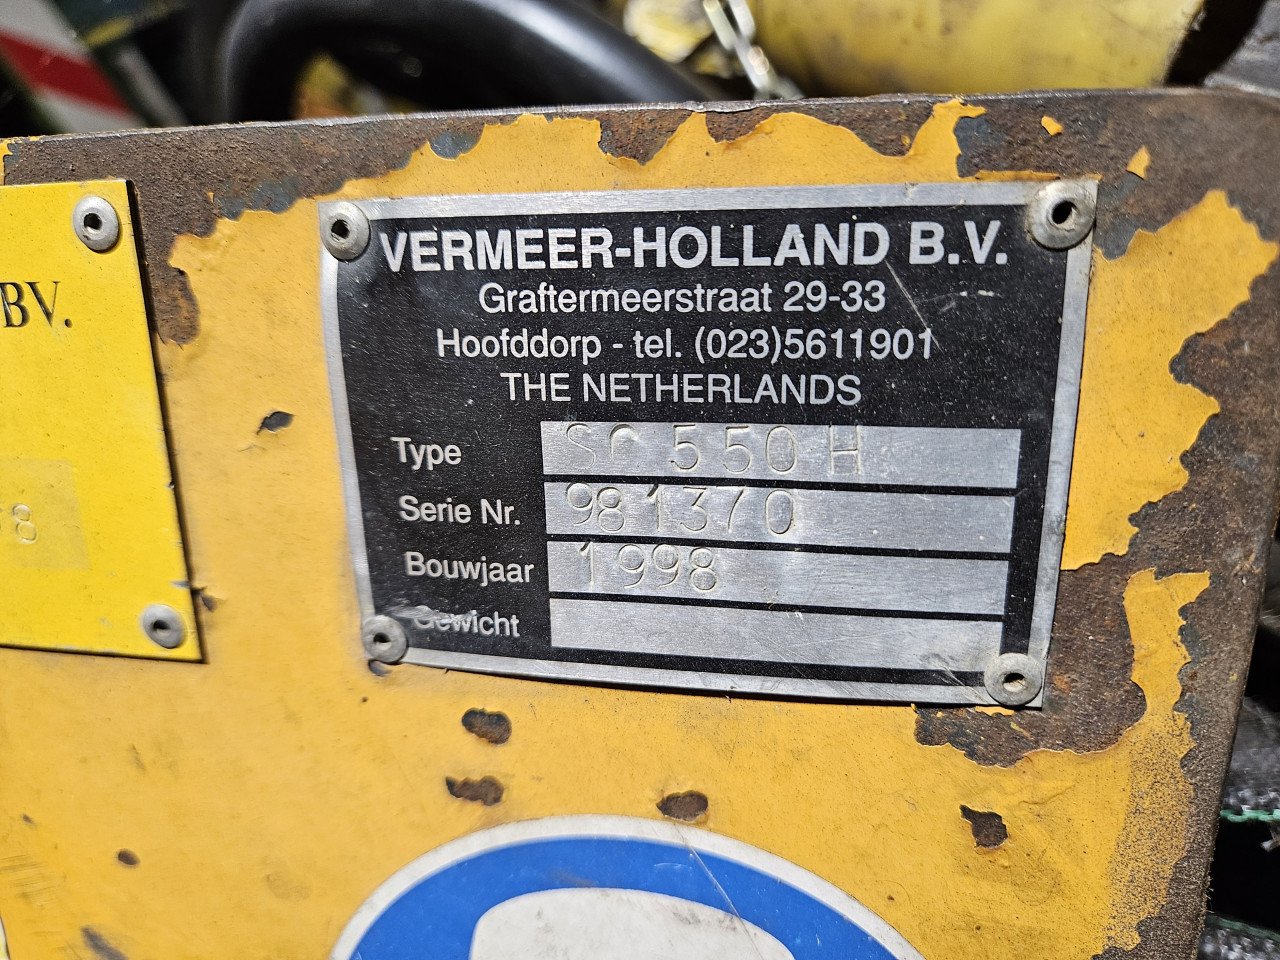 VERMEER-HOLLAND B.V.
Graftermeerstraat 29-33
Hoofddorp - tel. (023)5611901
THE NETHERLANDS
Type SC 550 H
Serie Nr. 981370
Bouwjaar 1998
Gewicht
BV.
8